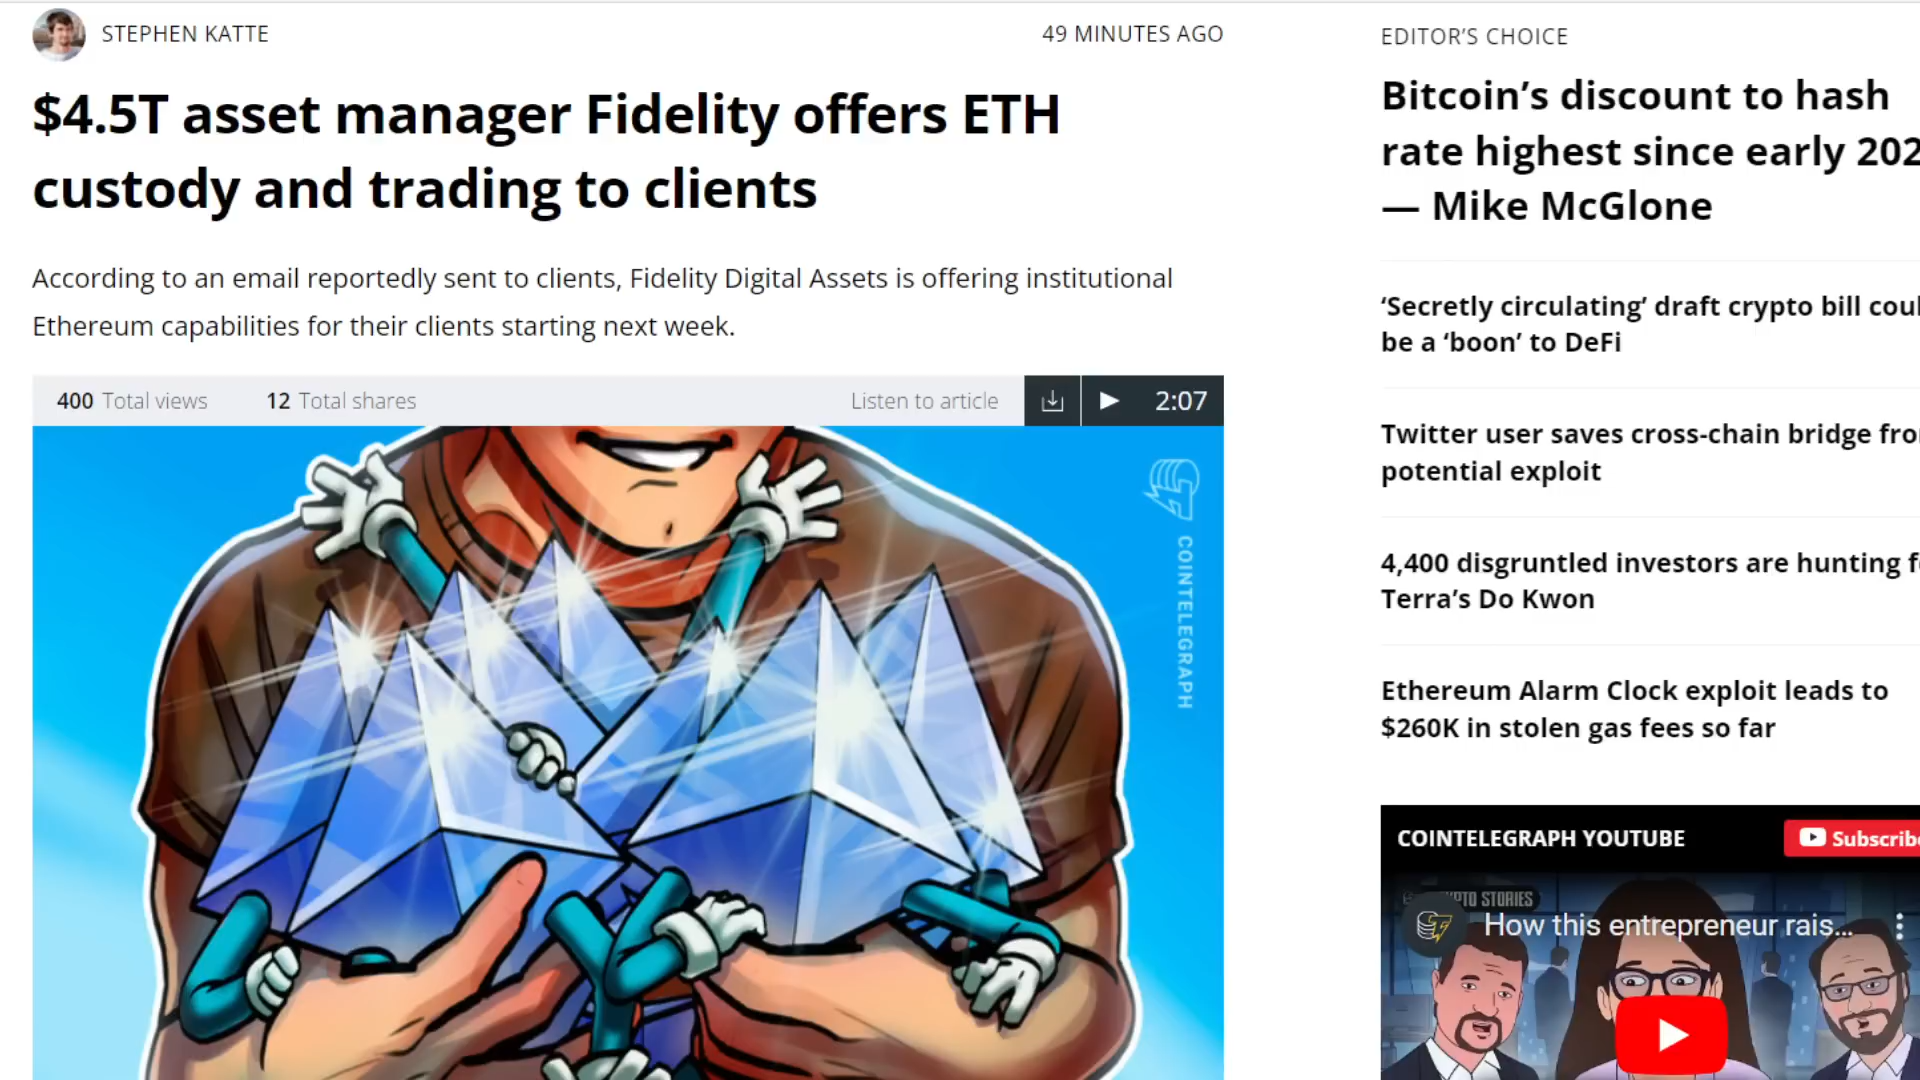 STEPHEN KATTE
49 MINUTES AGO
$4.5T asset manager Fidelity offers ETH
custody and trading to clients
According to an email reportedly sent to clients, Fidelity Digital Assets is offering institutional
Ethereum capabilities for their clients starting next week.
400 Total views
12 Total shares
Listen to article
2:07
COINTELEGRAPH
EDITOR'S CHOICE
Bitcoin's discount to hash
rate highest since early 202
— Mike McGlone
‘Secretly circulating’ draft crypto bill coul
be a ‘boon’ to DeFi
Twitter user saves cross-chain bridge fro
potential exploit
4,400 disgruntled investors are hunting f
Terra’s Do Kwon
Ethereum Alarm Clock exploit leads to
$260K in stolen gas fees so far
COINTELEGRAPH YOUTUBE
Subscribe
STORIES
How this entrepreneur rais...